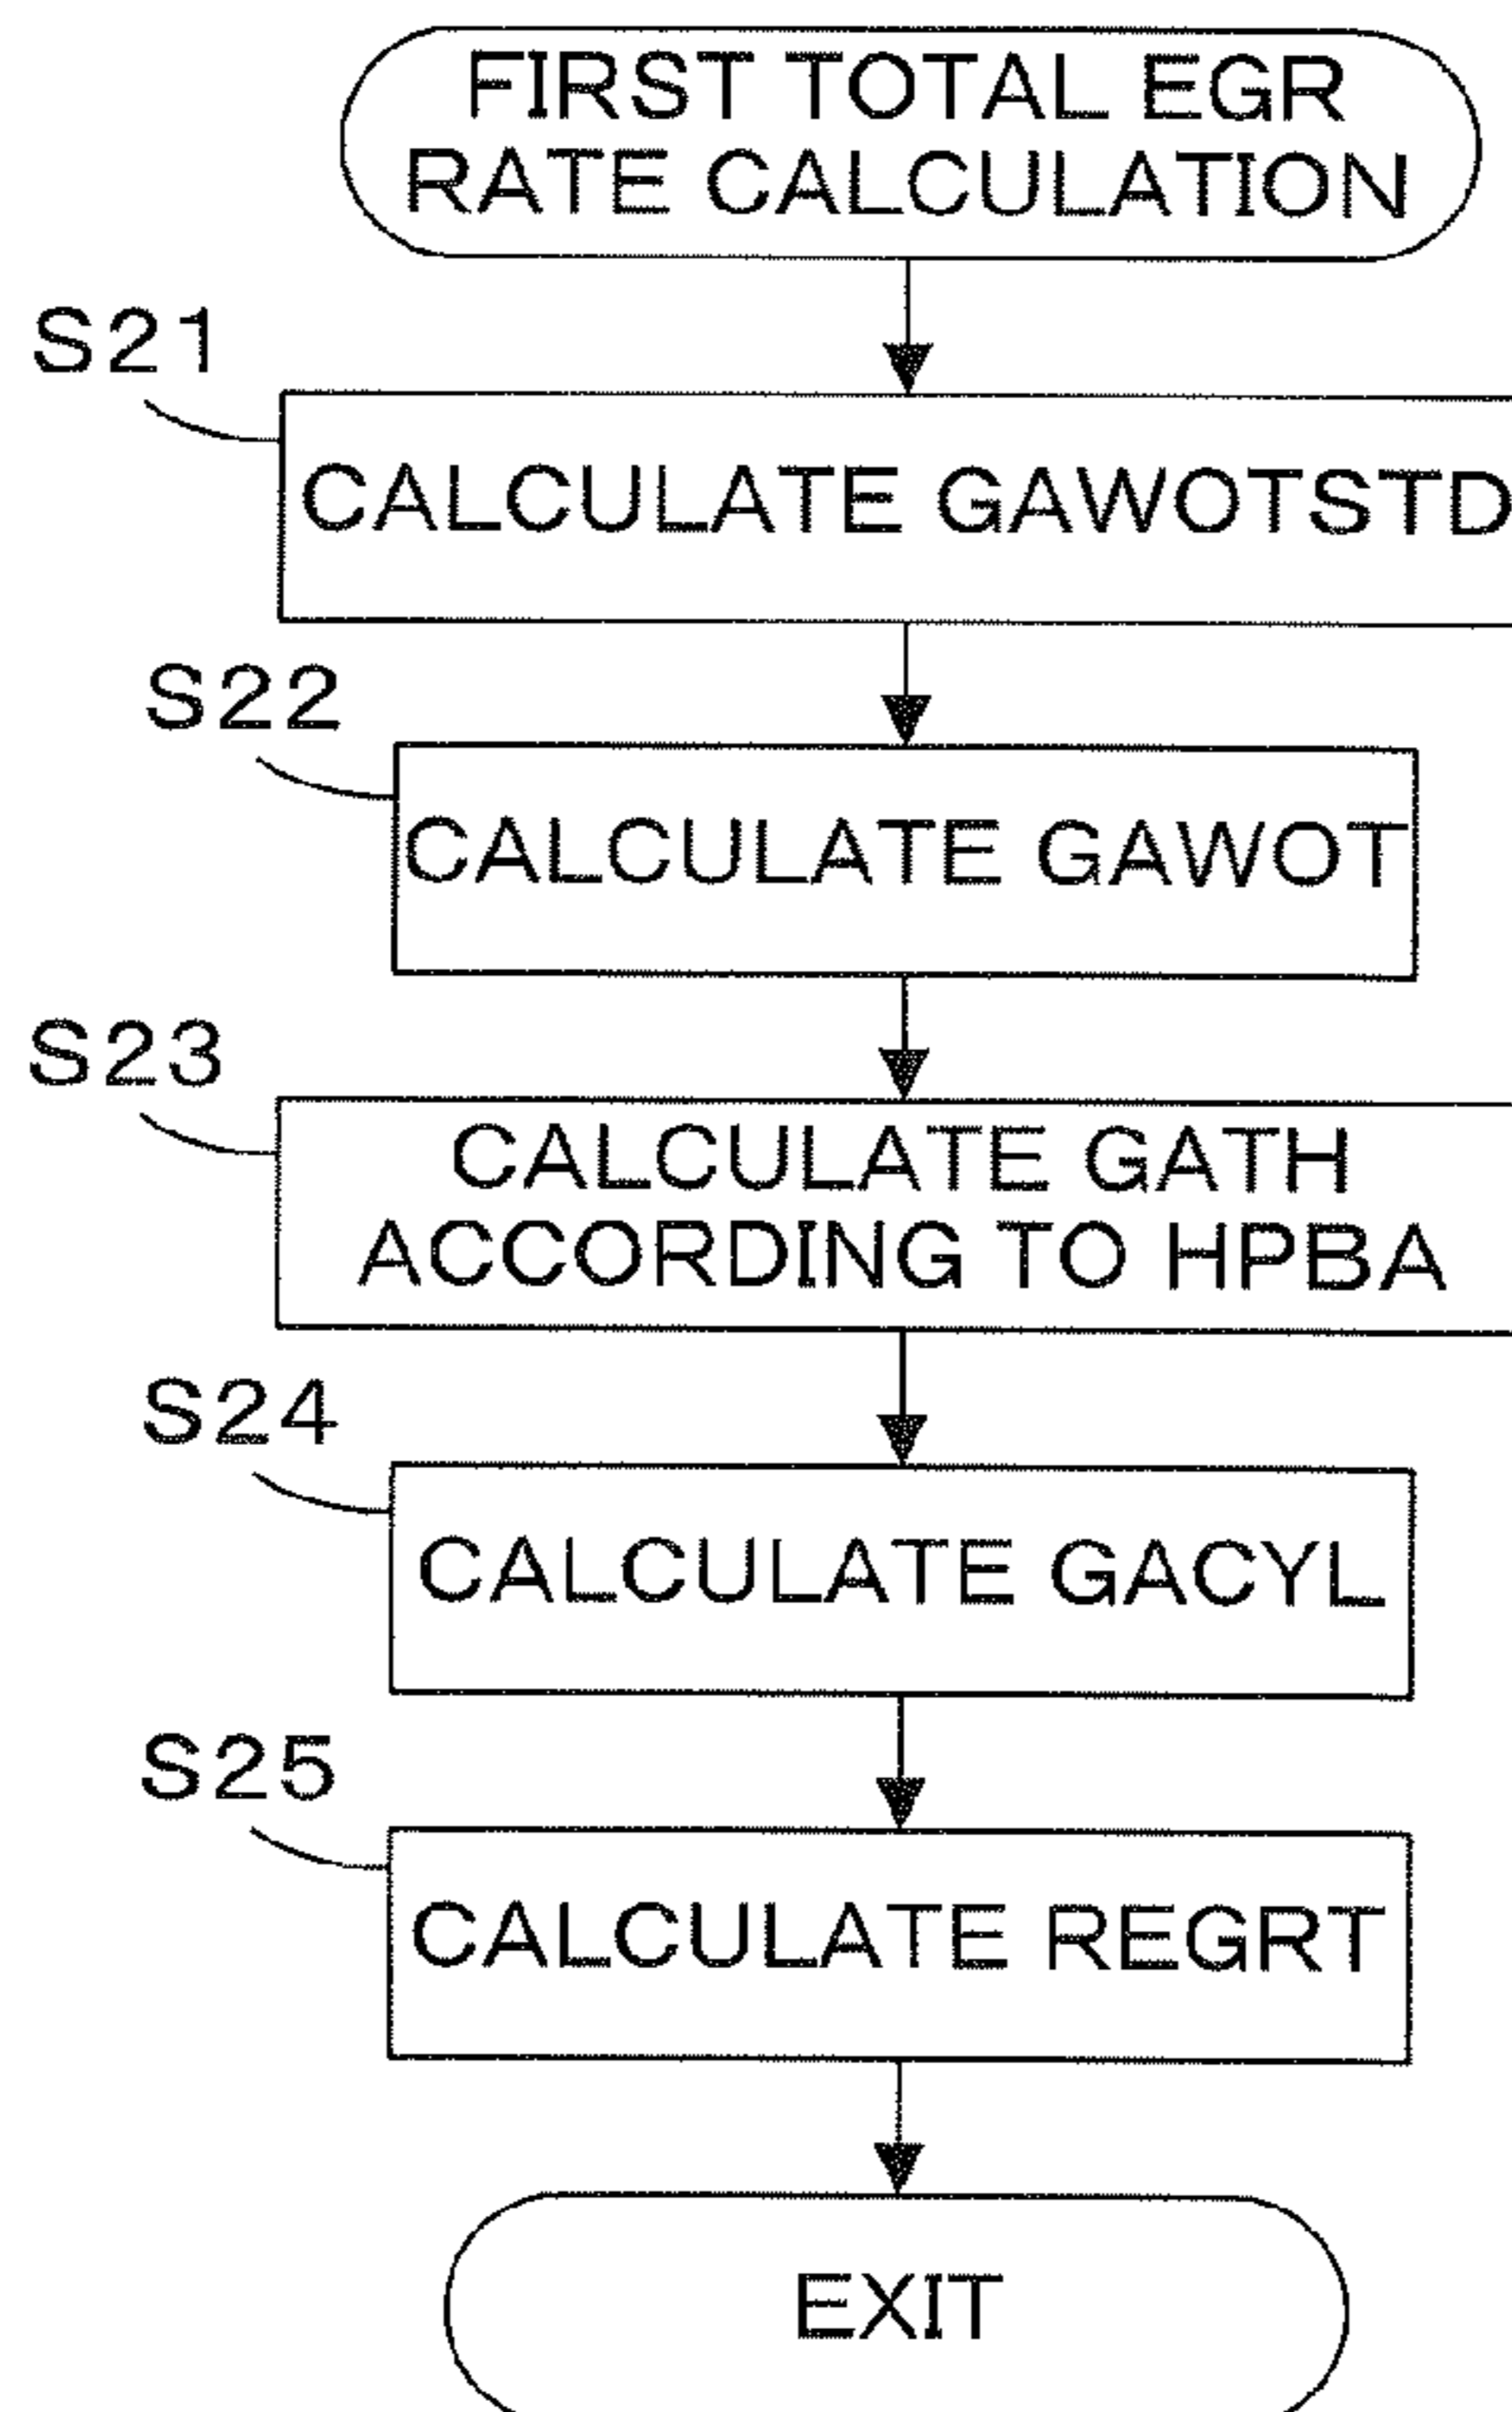 FIRST TOTAL EGR
RATE CALCULATION
S21
CALCULATE GAWOTSTD
S22
CALCULATE GAWOT
S23
CALCULATE GATH
ACCORDING TO HPBA
S24
CALCULATE GACYL
S25
CALCULATE REGRT
EXIT